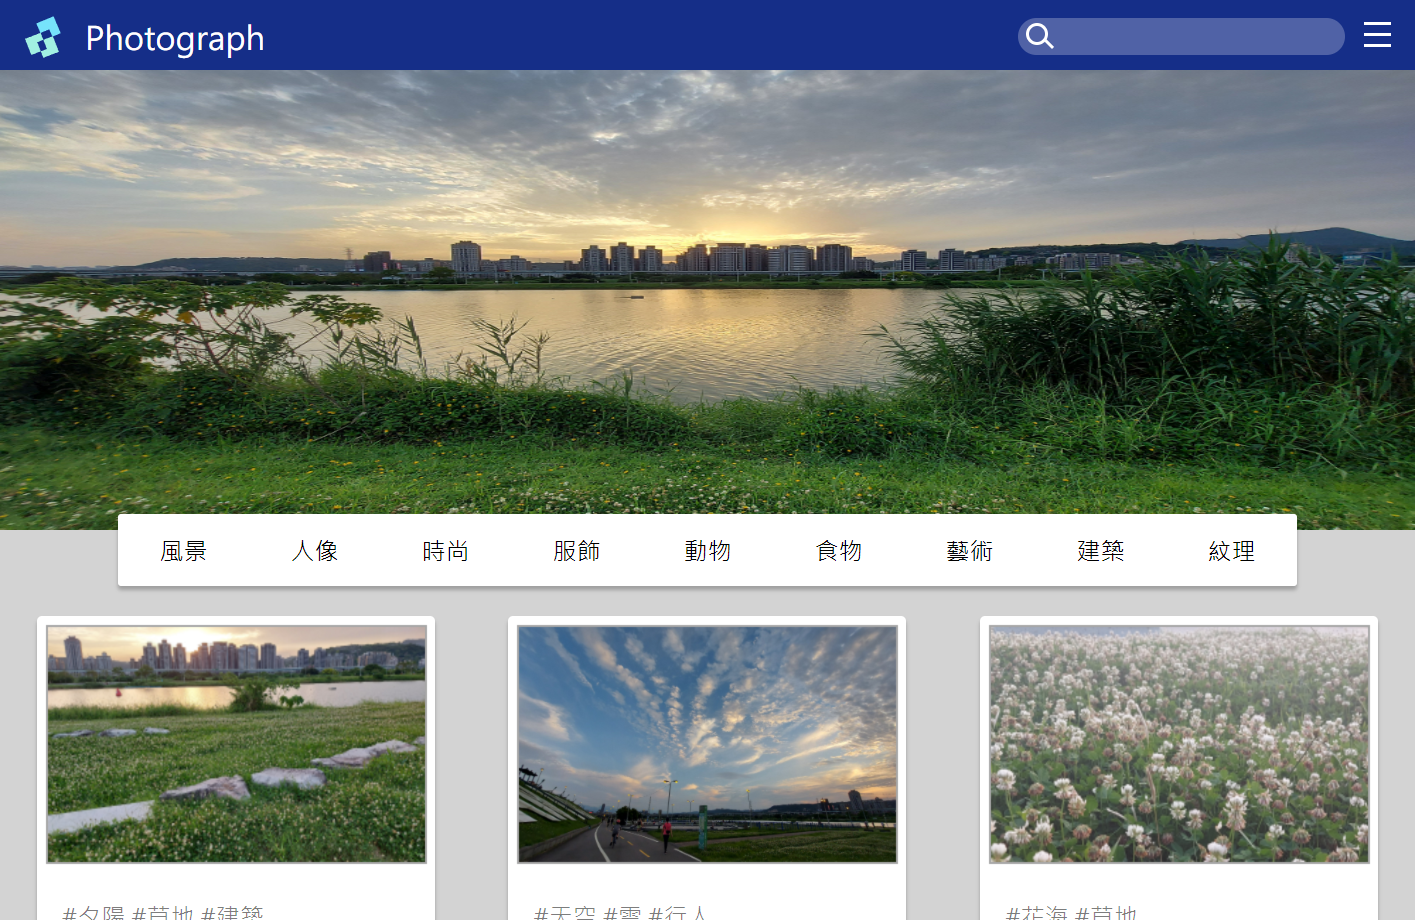 Photograph
風景 人像 時尚 服飾 動物 食物 藝術 建築 紋理
#夕陽 #草地 #建築
#天空 #雲 #行人
#花海 #草地